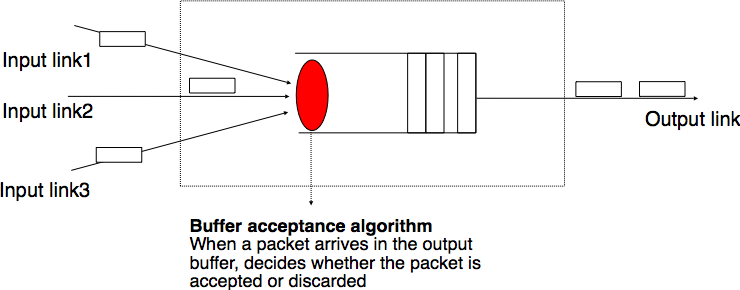 Input link1
Input link2
Output link
Input link3
Buffer acceptance algorithm
When a packet arrives in the output
buffer, decides whether the packet is
accepted or discarded